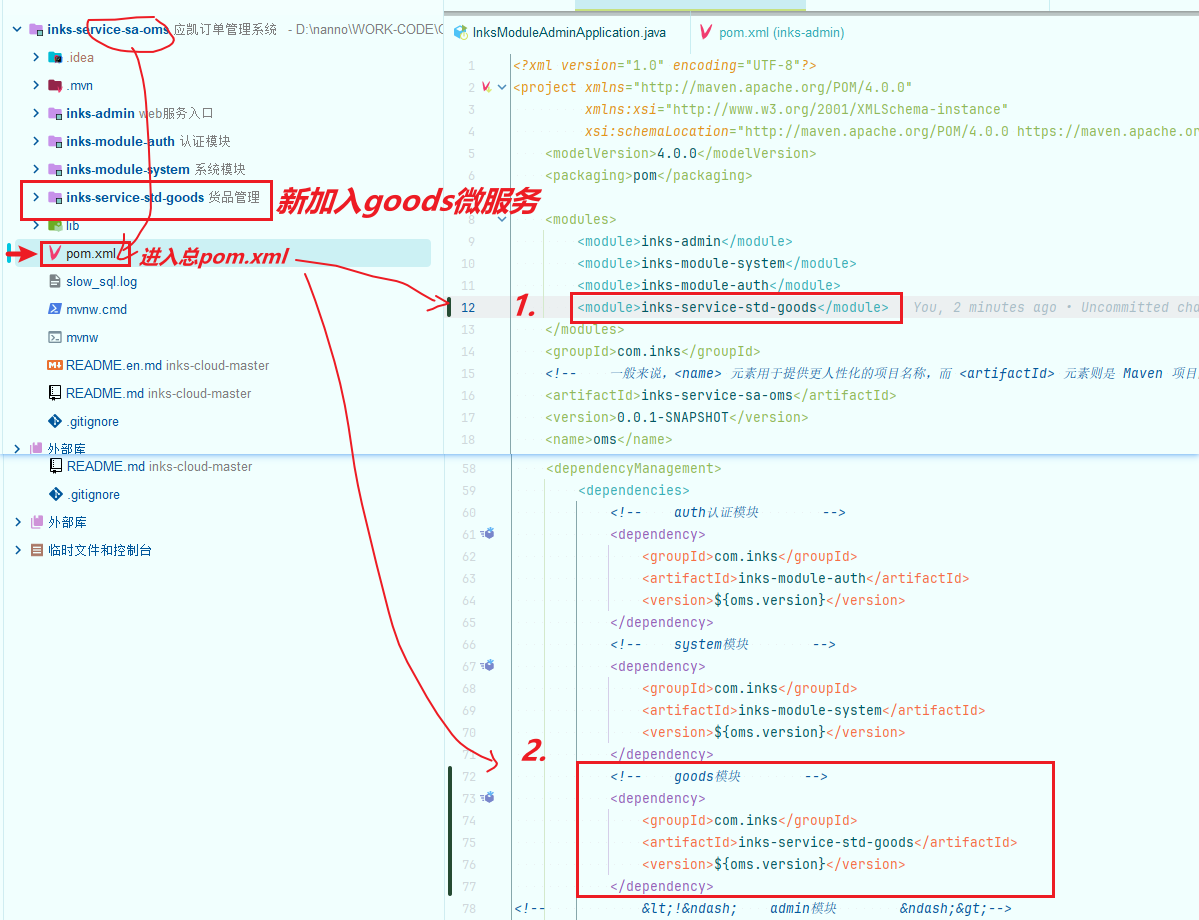 inks-service-sa-oms 应凯订单管理系统 - D:\nanno\WORK-CODE\
.idea
.mvn
inks-admin web服务入口
inks-module-auth 认证模块
inks-module-system 系统模块
inks-service-std-goods 货品管理
新加入goods微服务
lib
pom.xml
进入总pom.xml
slow_sql.log
mvnw.cmd
mvnw
README.en.md inks-cloud-master
README.md inks-cloud-master
.gitignore
外部库
README.md inks-cloud-master
.gitignore
外部库
临时文件和控制台
InksModuleAdminApplication.java
pom.xml (inks-admin)
1 <?xml version="1.0" encoding="UTF-8"?>
2 <project xmlns="http://maven.apache.org/POM/4.0.0"
3 xmlns:xsi="http://www.w3.org/2001/XMLSchema-instance"
4 xsi:schemaLocation="http://maven.apache.org/POM/4.0.0 https://maven.apache.or
5 <modelVersion>4.0.0</modelVersion>
6 <packaging>pom</packaging>
8 <modules>
9 <module>inks-admin</module>
10 <module>inks-module-system</module>
11 <module>inks-module-auth</module>
1.
12 <module>inks-service-std-goods</module> You, 2 minutes ago • Uncommitted cha
13 </modules>
14 <groupId>com.inks</groupId>
15 <!-- 一般来说，<name> 元素用于提供更人性化的项目名称，而 <artifactId> 元素则是 Maven 项目
16 <artifactId>inks-service-sa-oms</artifactId>
17 <version>0.0.1-SNAPSHOT</version>
18 <name>oms</name>
58 <dependencyManagement>
59 <dependencies>
60 <!-- auth认证模块 -->
61 <dependency>
62 <groupId>com.inks</groupId>
63 <artifactId>inks-module-auth</artifactId>
64 <version>${oms.version}</version>
65 </dependency>
66 <!-- system模块 -->
67 <dependency>
68 <groupId>com.inks</groupId>
69 <artifactId>inks-module-system</artifactId>
70 <version>${oms.version}</version>
71 </dependency>
2.
72 <!-- goods模块 -->
73 <dependency>
74 <groupId>com.inks</groupId>
75 <artifactId>inks-service-std-goods</artifactId>
76 <version>${oms.version}</version>
77 </dependency>
78 <!-- &lt;!&ndash; admin模块 &ndash;&gt;-->